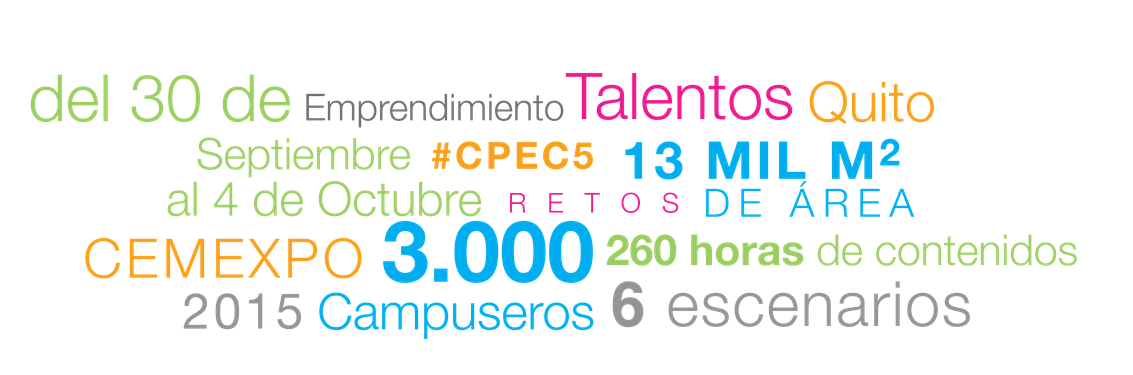 del 30 de Emprendimiento Talentos Quito
Septiembre #CPEC5 13 MIL M²
al 4 de Octubre RETOS DE ÁREA
CEMEXPO 3.000 260 horas de contenidos
2015 Campuseros 6 escenarios